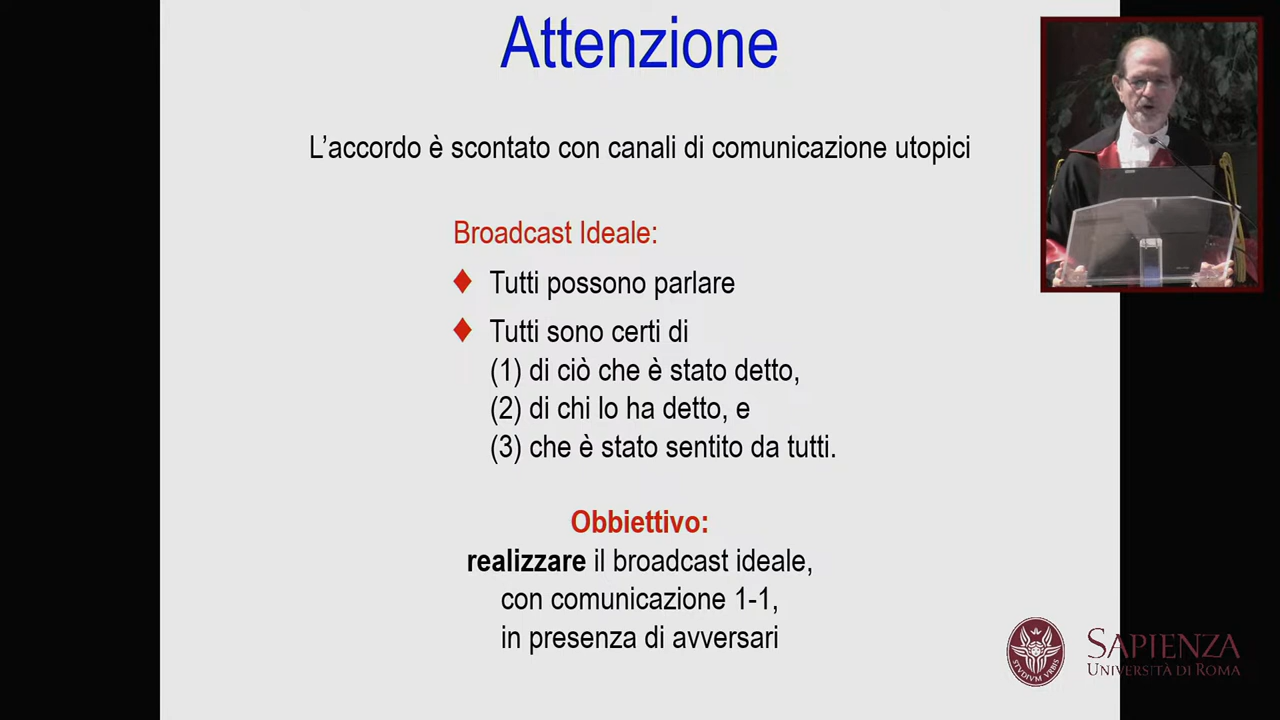 Attenzione
L’accordo è scontato con canali di comunicazione utopici
Broadcast Ideale:
Tutti possono parlare
Tutti sono certi di
(1) di ciò che è stato detto,
(2) di chi lo ha detto, e
(3) che è stato sentito da tutti.
Obbiettivo:
realizzare il broadcast ideale,
con comunicazione 1-1,
in presenza di avversari
STVDIVM VRBIS
SAPIENZA
UNIVERSITÀ DI ROMA